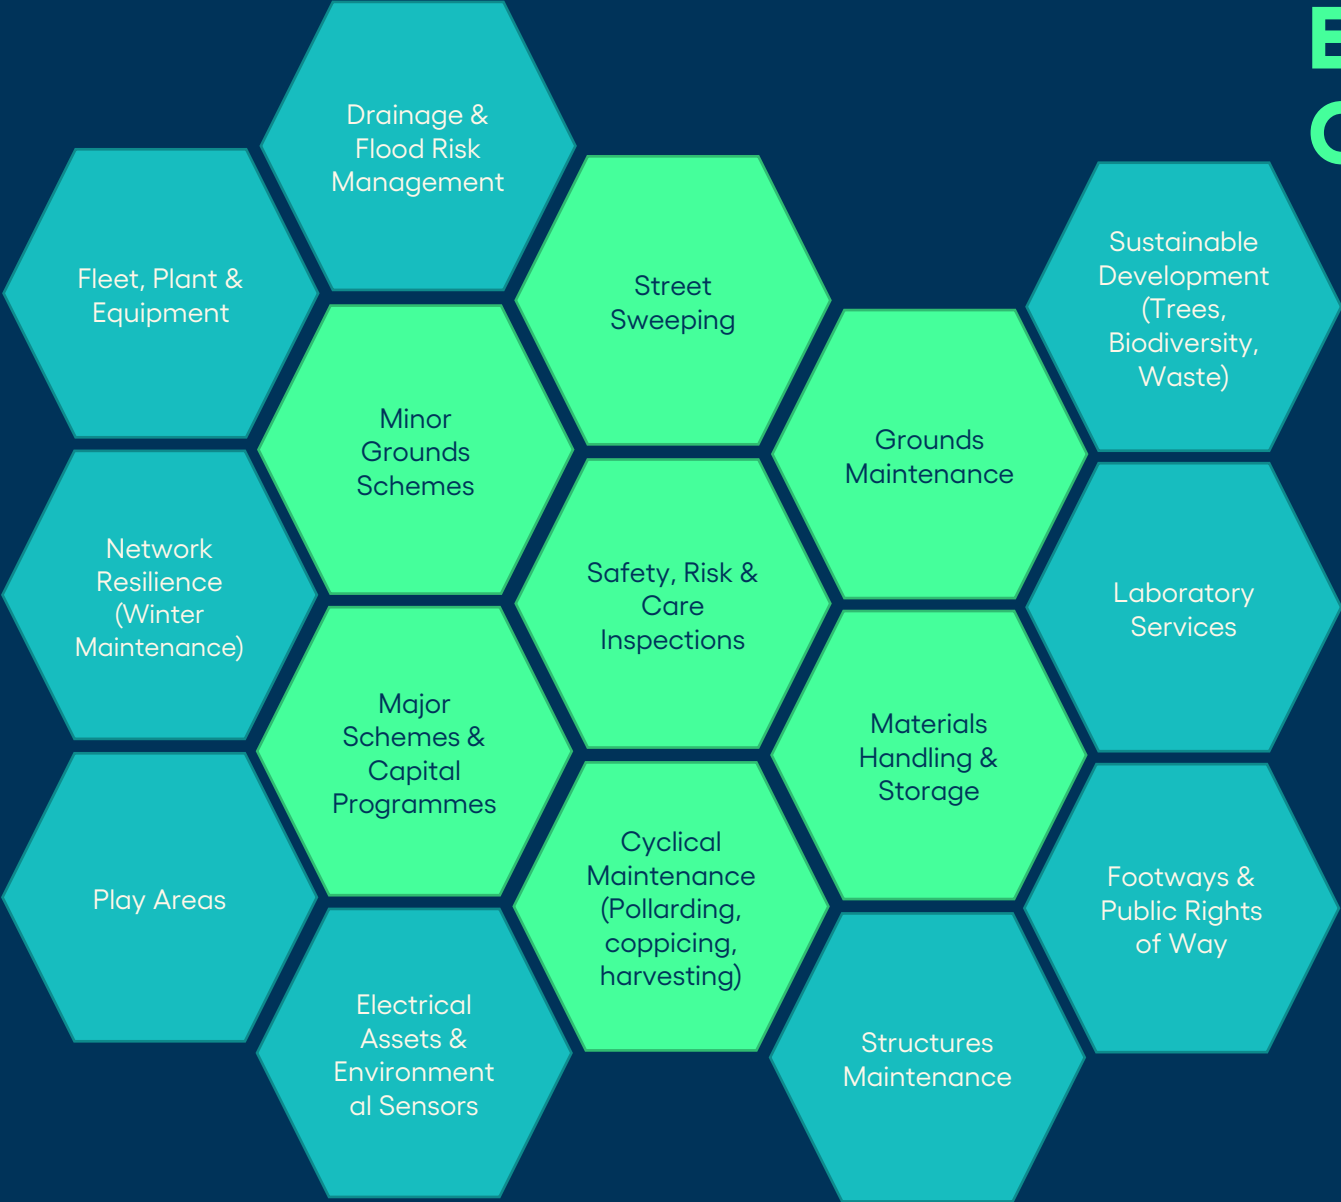 Drainage &
Flood Risk
Management
Fleet, Plant &
Equipment
Street
Sweeping
Sustainable
Development
(Trees,
Biodiversity,
Waste)
Minor
Grounds
Schemes
Grounds
Maintenance
Network
Resilience
(Winter
Maintenance)
Safety, Risk &
Care
Inspections
Laboratory
Services
Major
Schemes &
Capital
Programmes
Materials
Handling &
Storage
Play Areas
Cyclical
Maintenance
(Pollarding,
coppicing,
harvesting)
Footways &
Public Rights
of Way
Electrical
Assets &
Environment
al Sensors
Structures
Maintenance